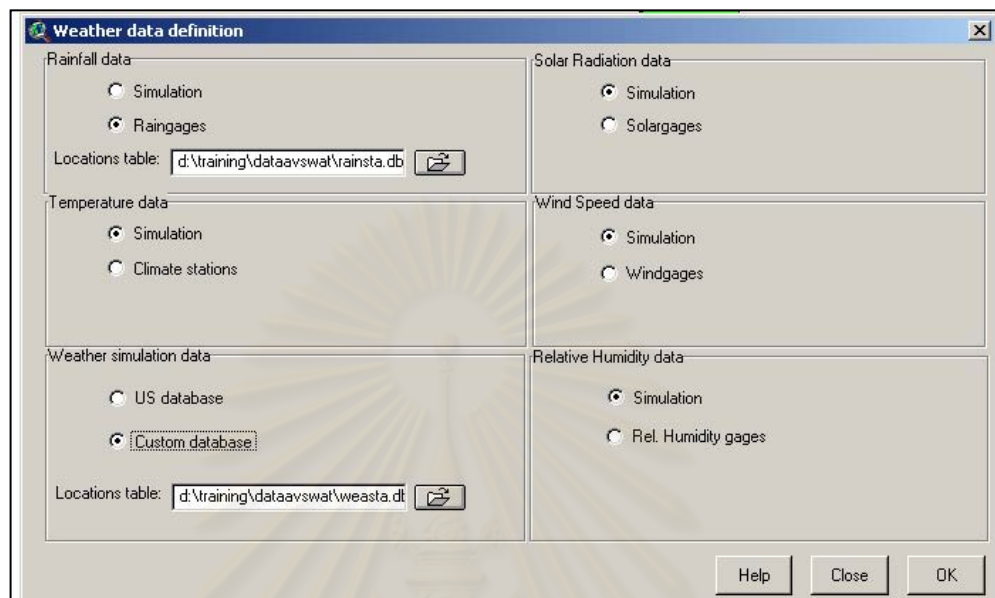 Weather data definition
Rainfall data
Simulation
Raingages
Locations table: d:\training\dataavswat\rainsta.db
Solar Radiation data
Simulation
Solargages
Temperature data
Simulation
Climate stations
Wind Speed data
Simulation
Windgages
Weather simulation data
US database
Custom database
Locations table: d:\training\dataavswat\weasta.db
Relative Humidity data
Simulation
Rel. Humidity gages
Help Close OK